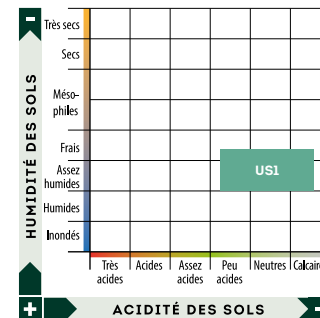 -
Très secs
Secs
Méso-
philes
Frais
Assez
humides
Humides
Inondés
HUMIDITÉ DES SOLS
US1
Très
acides
Acides
Assez
acides
Peu
acides
Neutres
Calcair
+
ACIDITÉ DES SOLS
-